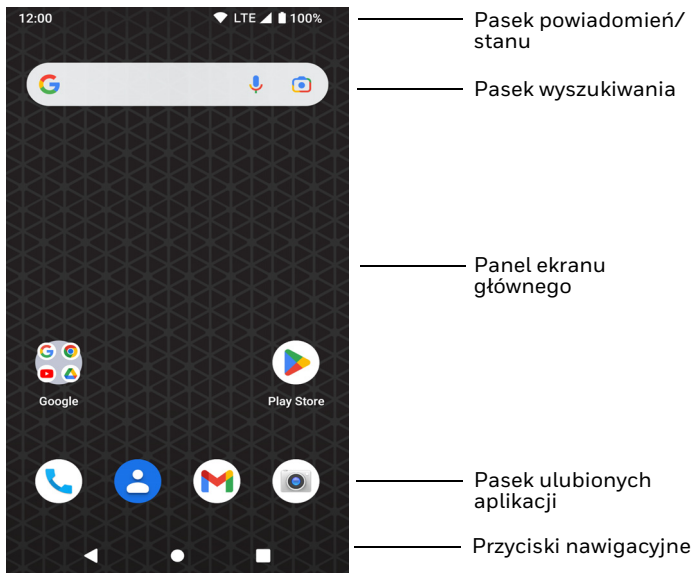 12:00 LTE 100%
Pasek powiadomień/
stanu
Pasek wyszukiwania
Panel ekranu
głównego
Google
Play Store
Pasek ulubionych
aplikacji
Przyciski nawigacyjne